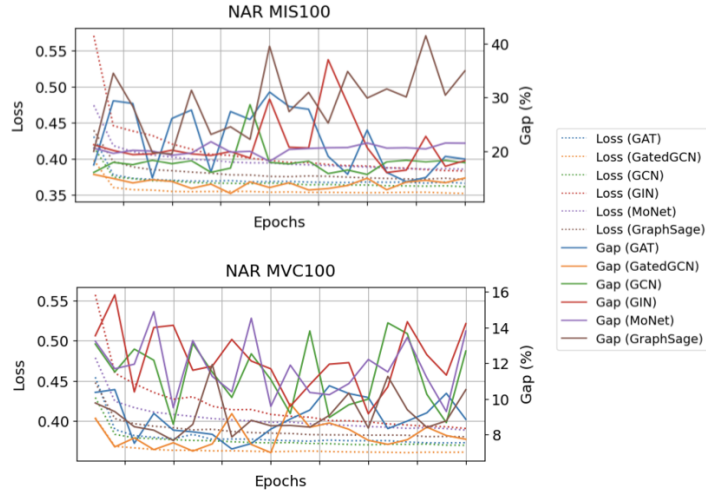 NAR MIS100
0.55
0.50
0.45
0.40
0.35
Loss
40
30
20
Gap (%)
Epochs
Loss (GAT)
Loss (GatedGCN)
Loss (GCN)
Loss (GIN)
Loss (MoNet)
Loss (GraphSage)
Gap (GAT)
Gap (GatedGCN)
Gap (GCN)
Gap (GIN)
Gap (MoNet)
Gap (GraphSage)
NAR MVC100
0.55
0.50
0.45
0.40
Loss
16
14
12
10
8
Gap (%)
Epochs